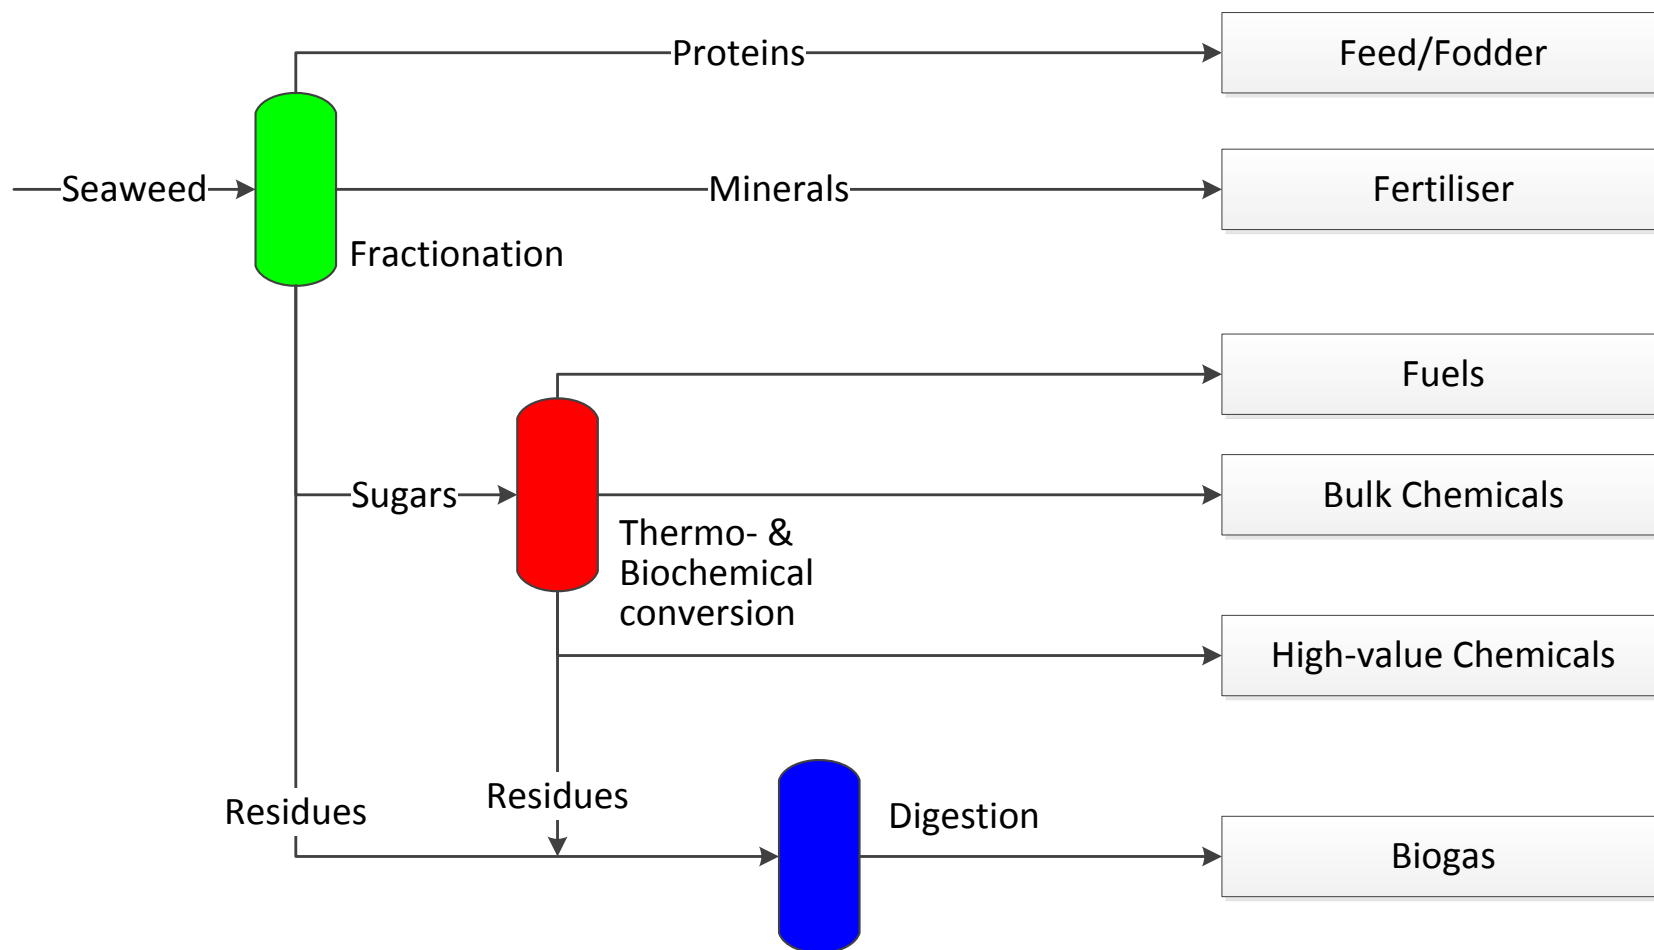 Proteins
Feed/Fodder
Seaweed
Minerals
Fertiliser
Fractionation
Fuels
Sugars
Bulk Chemicals
Thermo- &
Biochemical
conversion
High-value Chemicals
Residues
Residues
Digestion
Biogas